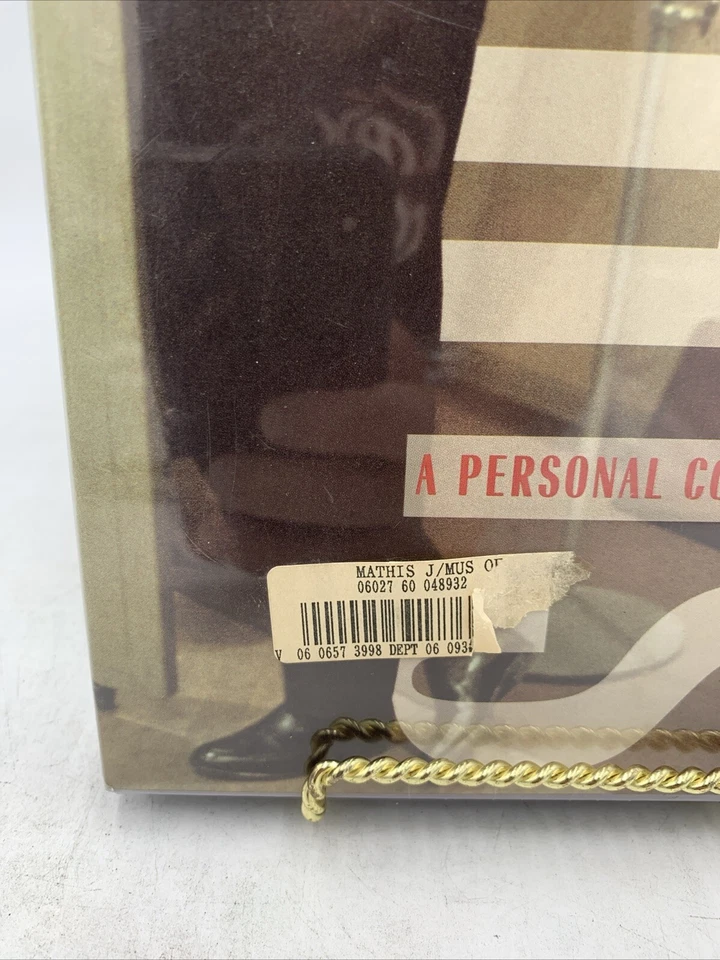 A PERSONAL CO
MATHIS J/MUS OF
06027 60 048932
V 06 0657 3998 DEPT 06 093